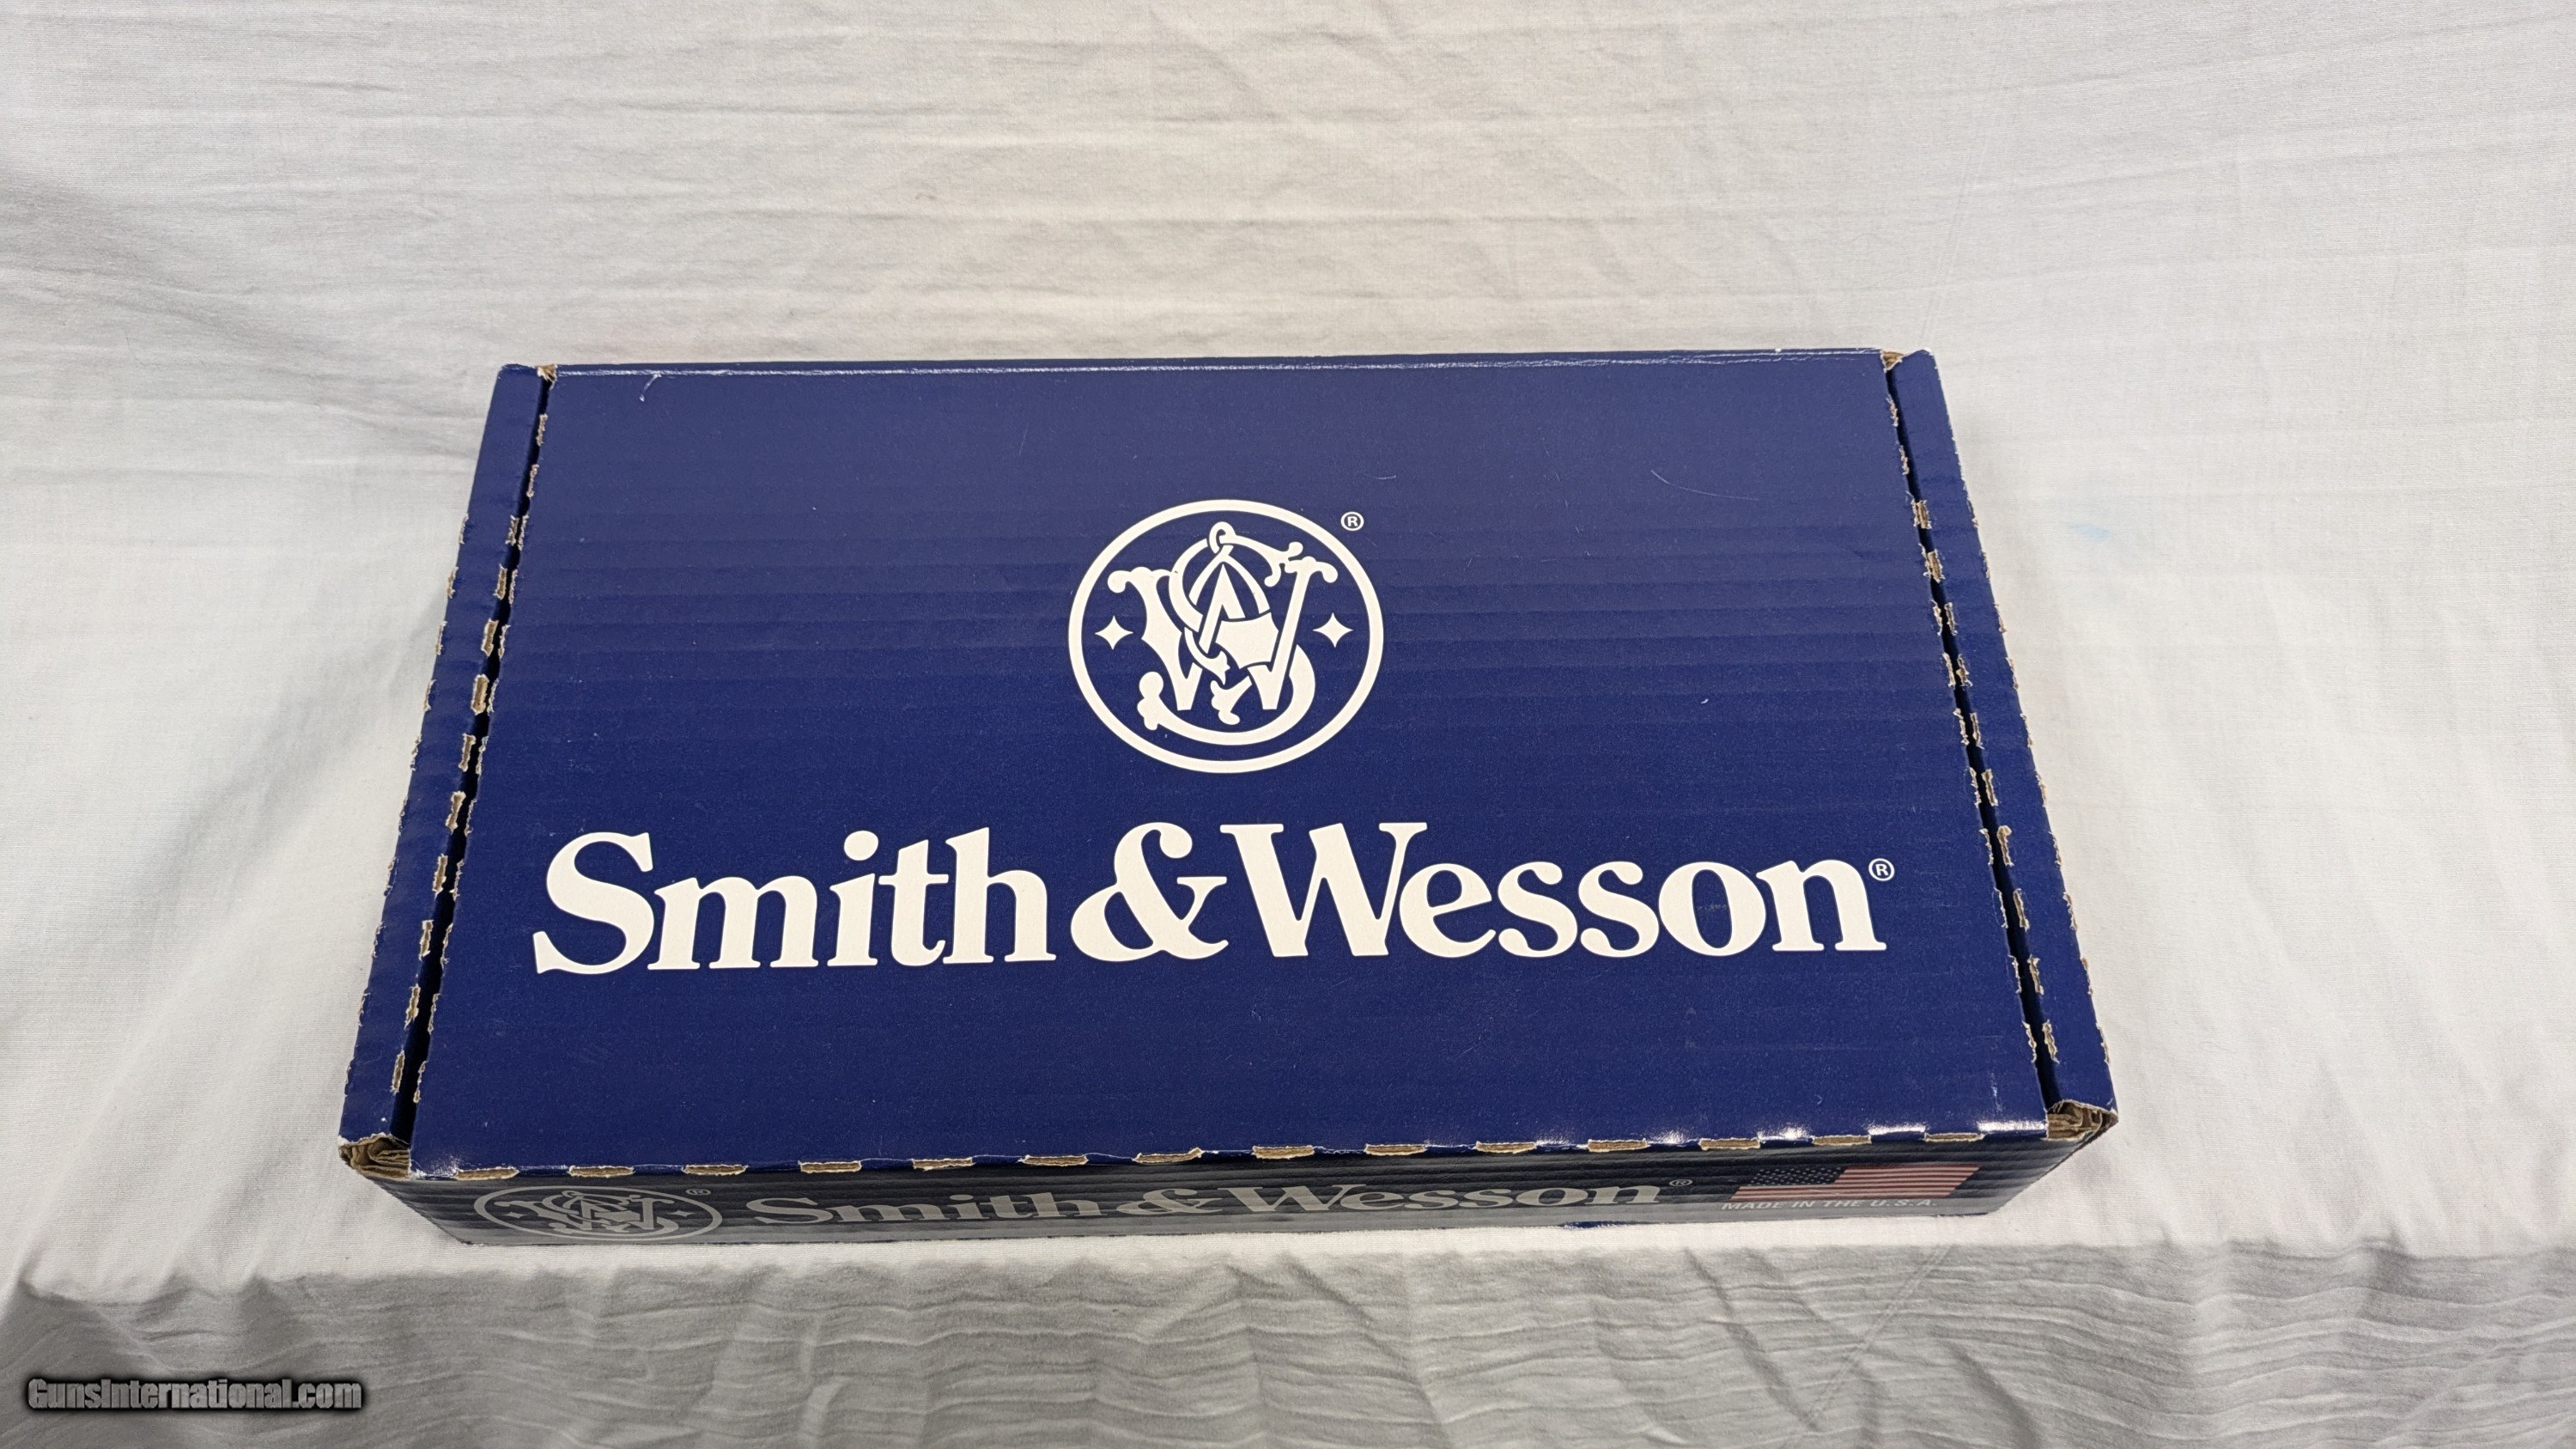 ®
Smith & Wesson®
® Smith & Wesson®
MADE IN THE U.S.A.
GunsInternational.com